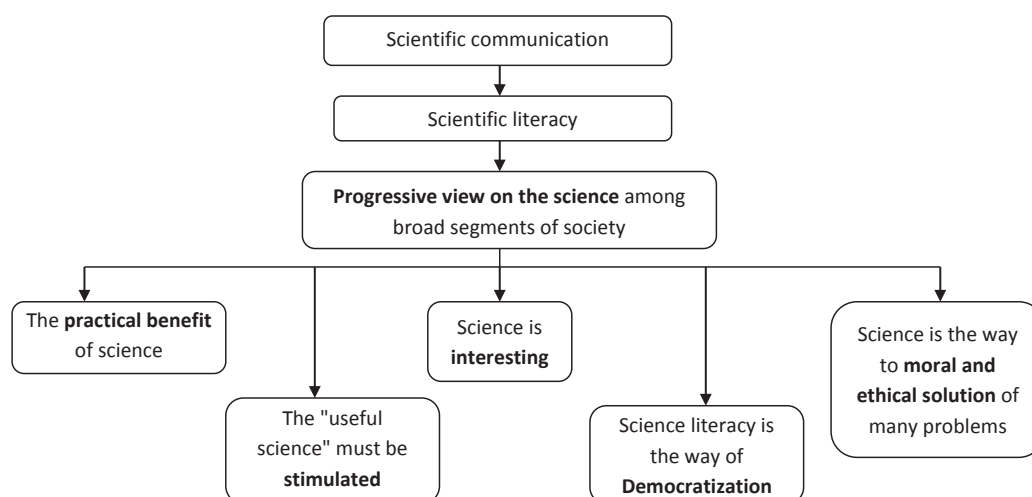 Scientific communication
Scientific literacy
Progressive view on the science among
broad segments of society
The practical benefit
of science
The "useful
science" must be
stimulated
Science is
interesting
Science literacy is
the way of
Democratization
Science is the way
to moral and
ethical solution of
many problems